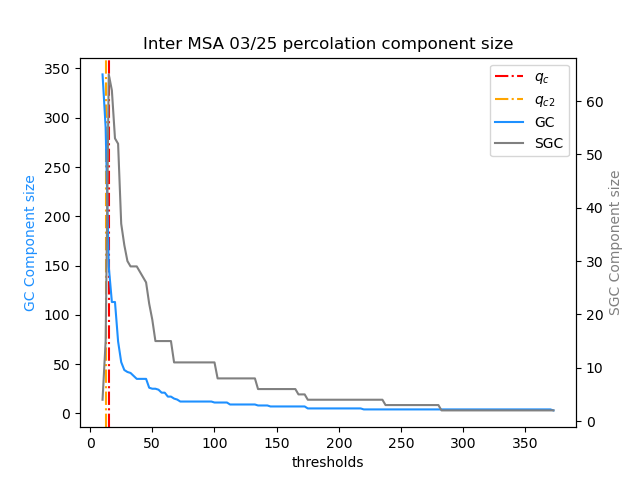 Inter MSA 03/25 percolation component size
350
300
250
200
150
100
50
0
GC Component size
q_c
q_{c2}
GC
SGC
60
50
40
30
20
10
0
SGC Component size
0 50 100 150 200 250 300 350
thresholds